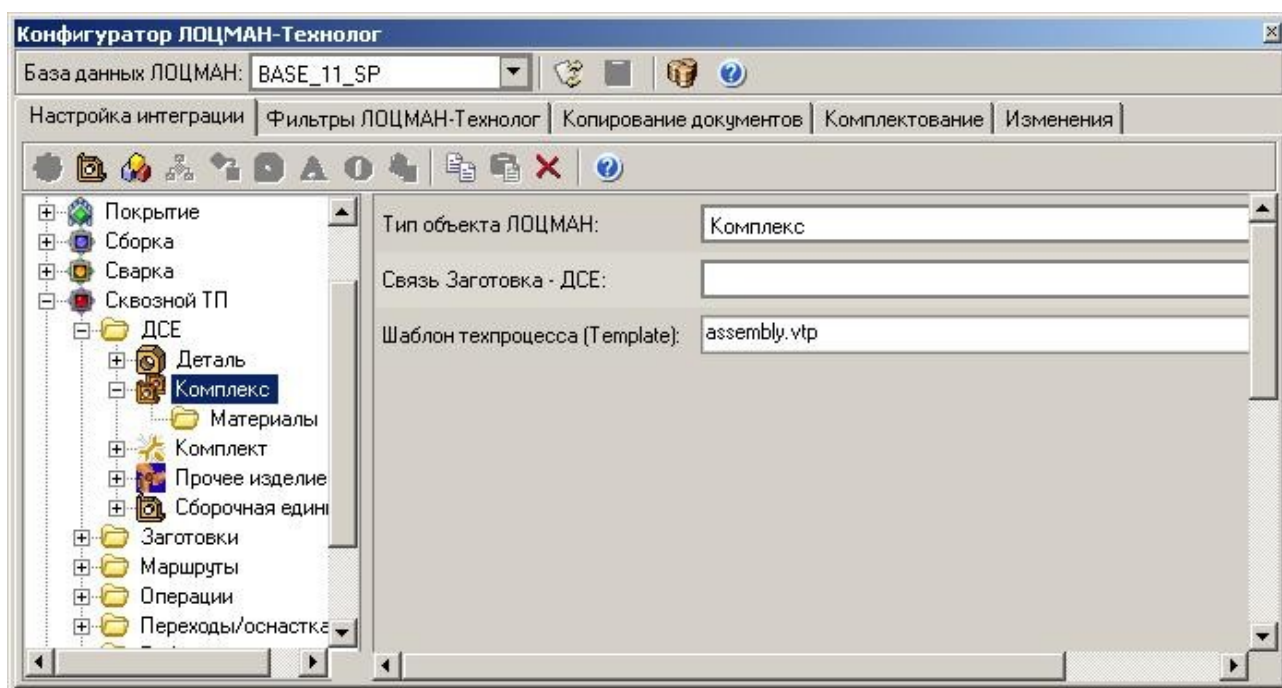 Конфигуратор ЛОЦМАН-Технолог
База данных ЛОЦМАН: BASE_11_SP
Настройка интеграции Фильтры ЛОЦМАН-Технолог Копирование документов Комплектование Изменения
Покрытие
Сборка
Сварка
Сквозной ТП
ДСЕ
Деталь
Комплекс
Материалы
Комплект
Прочее изделие
Сборочная един
Заготовки
Маршруты
Операции
Переходы/оснастка
Тип объекта ЛОЦМАН: Комплекс
Связь Заготовка - ДСЕ:
Шаблон техпроцесса (Template): assembly.vtp